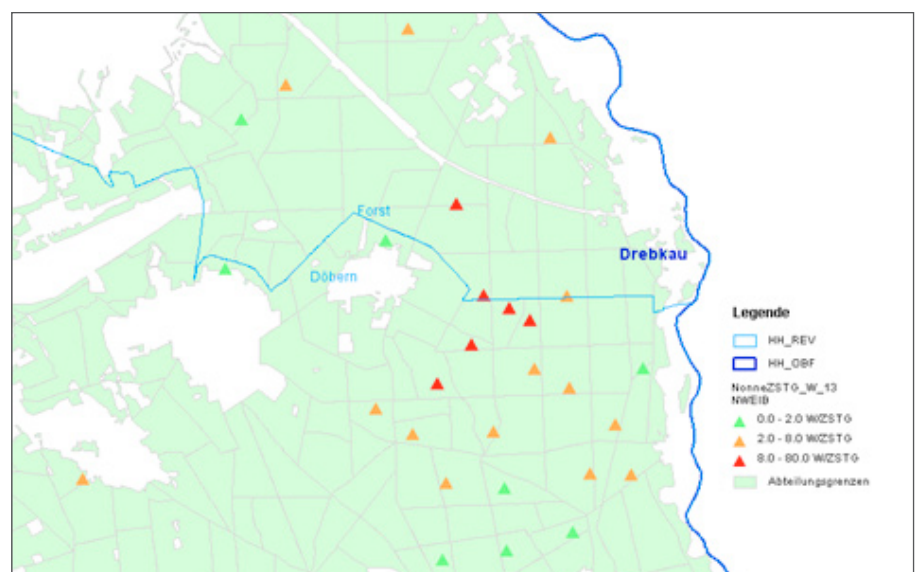 Forst
Döbern
Drebkau
Legende
HH_REV
HH_OBF
NonneZSTG_W_13
NWEIB
0.0 - 2.0 W/ZSTG
2.0 - 8.0 W/ZSTG
8.0 - 80.0 W/ZSTG
Abteilungsgrenzen